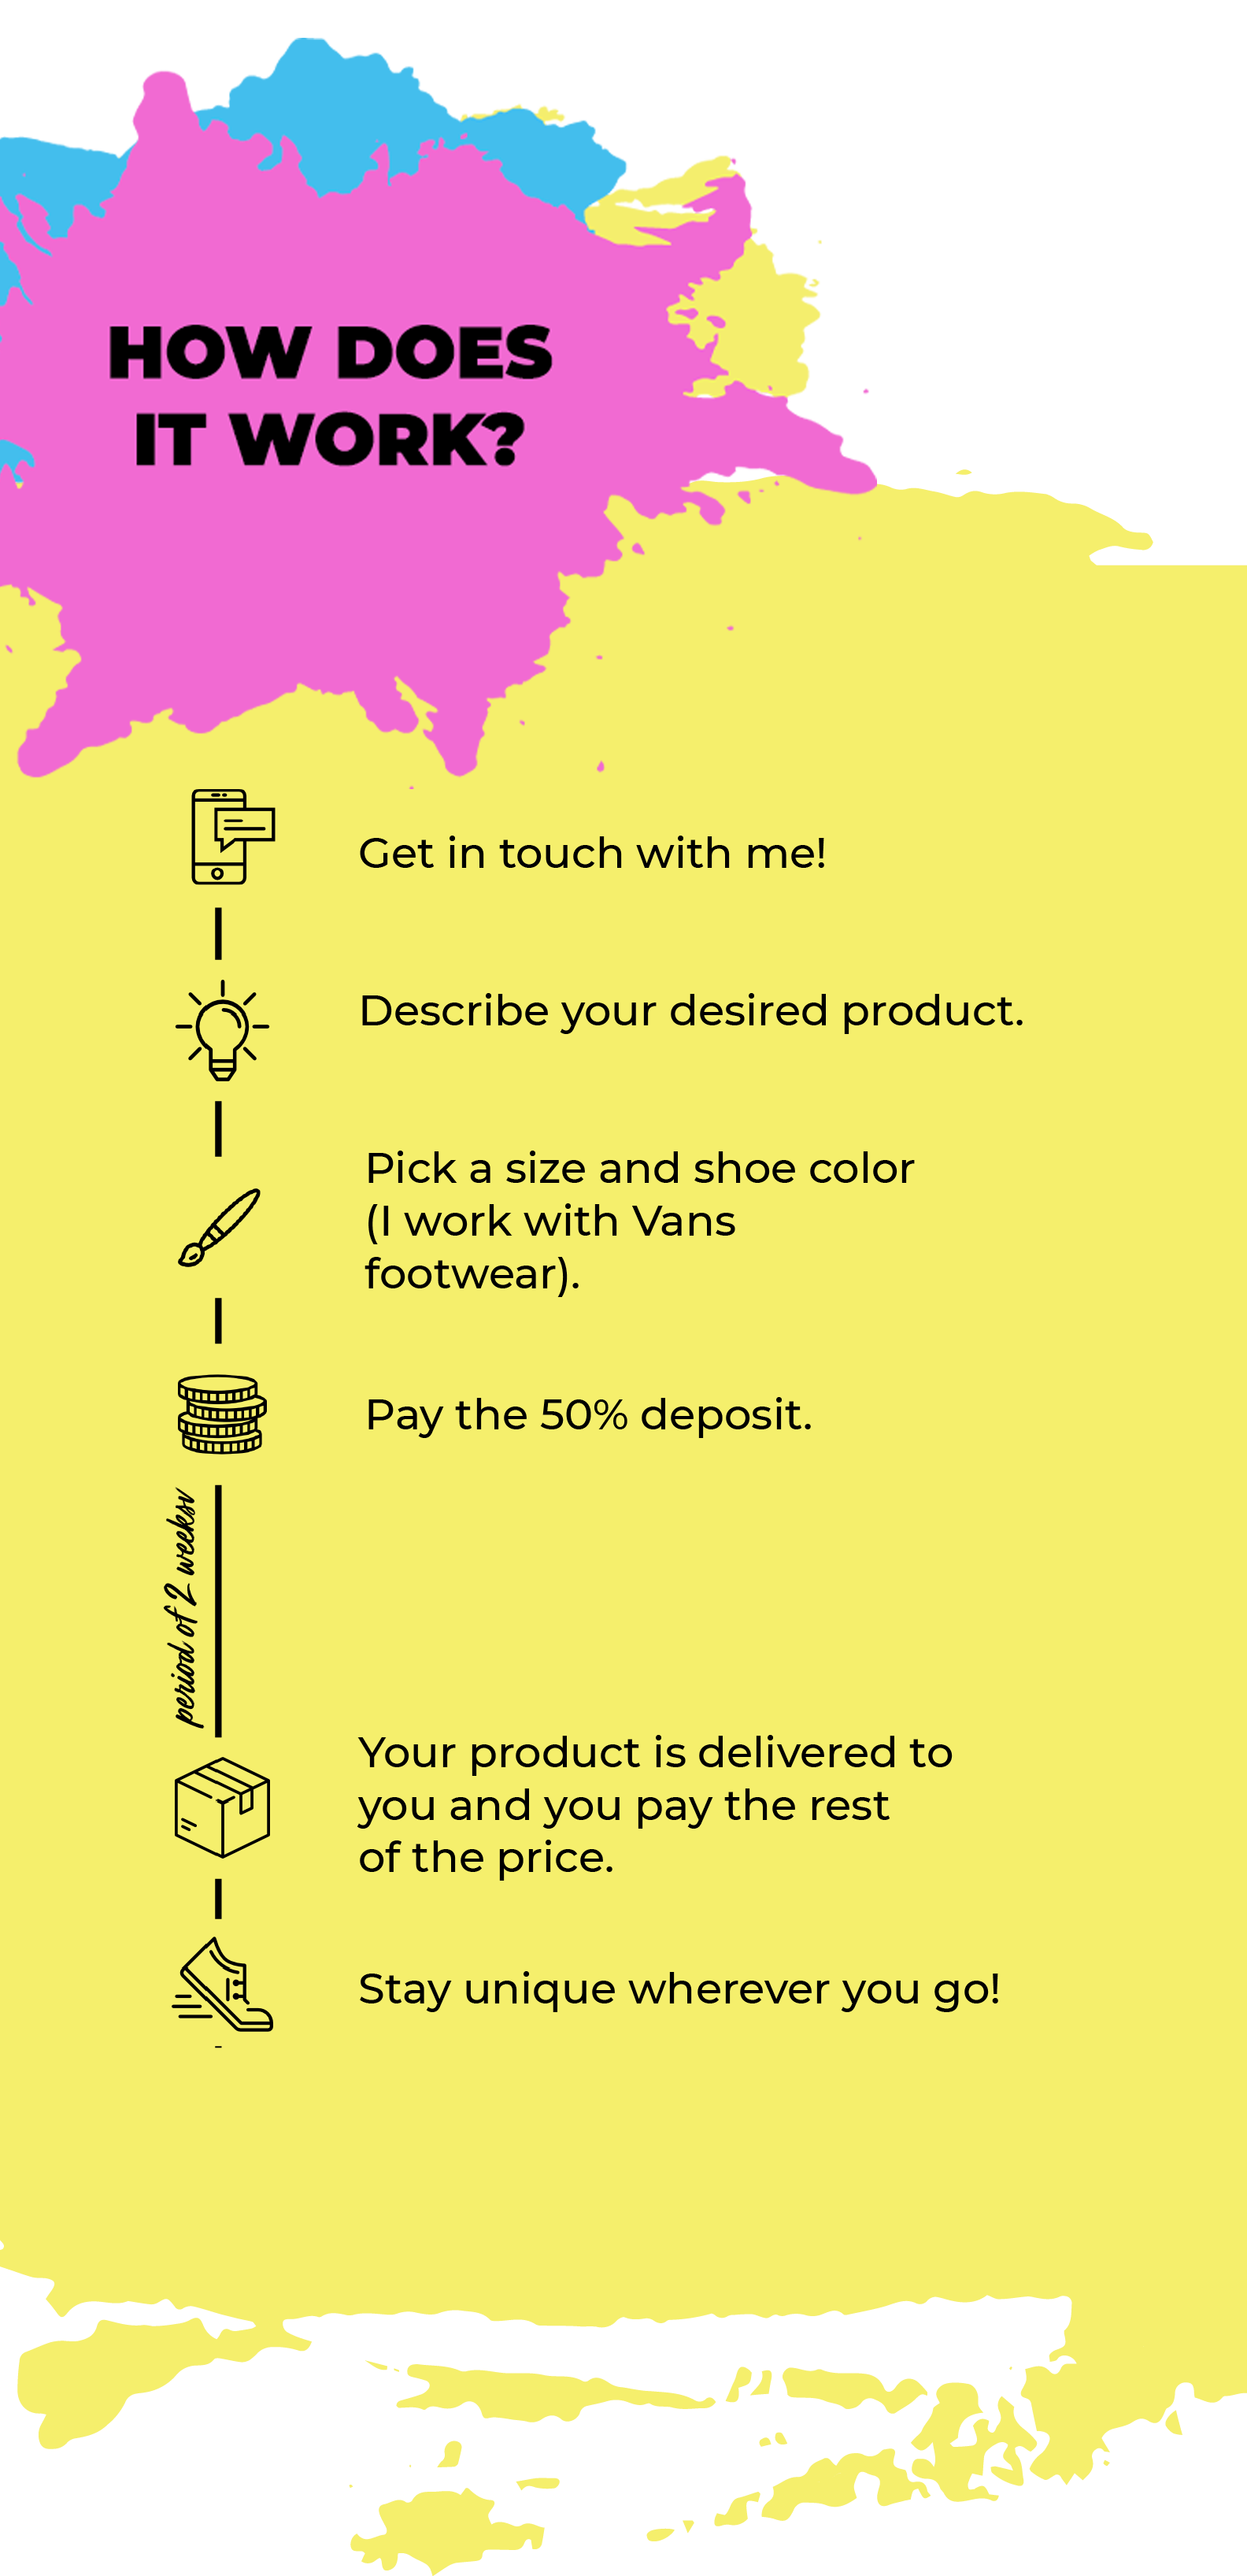 HOW DOES
IT WORK?
Get in touch with me!
Describe your desired product.
Pick a size and shoe color
(I work with Vans
footwear).
Pay the 50% deposit.
period of 2 weeks
Your product is delivered to
you and you pay the rest
of the price.
Stay unique wherever you go!